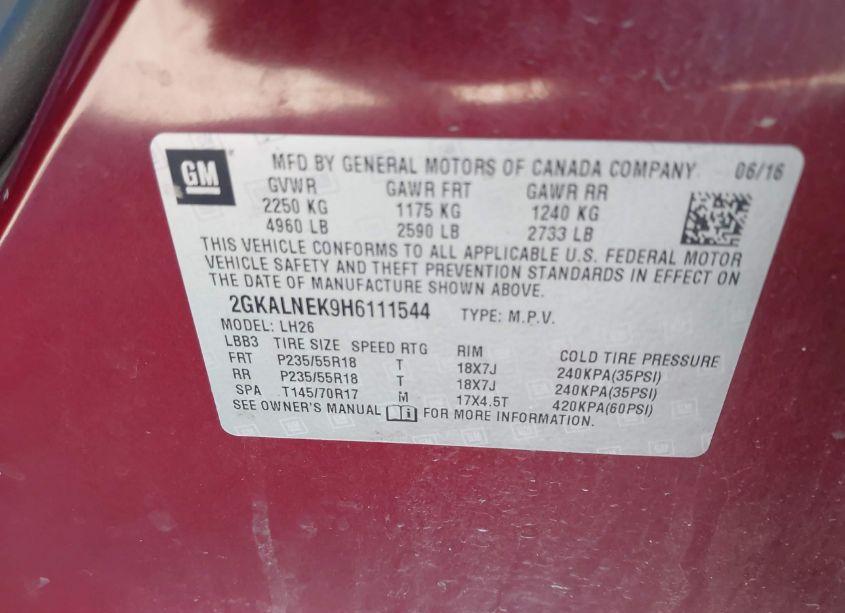 GM
MFD BY GENERAL MOTORS OF CANADA COMPANY 06/16
GVWR GAWR FRT GAWR RR
2250 KG 1175 KG 1240 KG
4960 LB 2590 LB 2733 LB
THIS VEHICLE CONFORMS TO ALL APPLICABLE U.S. FEDERAL MOTOR
VEHICLE SAFETY AND THEFT PREVENTION STANDARDS IN EFFECT ON
THE DATE OF MANUFACTURE SHOWN ABOVE.
2GKALNEK9H6111544 TYPE: M.P.V.
MODEL: LH26
LBB3 TIRE SIZE SPEED RTG RIM COLD TIRE PRESSURE
FRT P235/55R18 T 18X7J 240KPA(35PSI)
RR P235/55R18 T 18X7J 240KPA(35PSI)
SPA T145/70R17 M 17X4.5T 420KPA(60PSI)
SEE OWNER'S MANUAL FOR MORE INFORMATION.